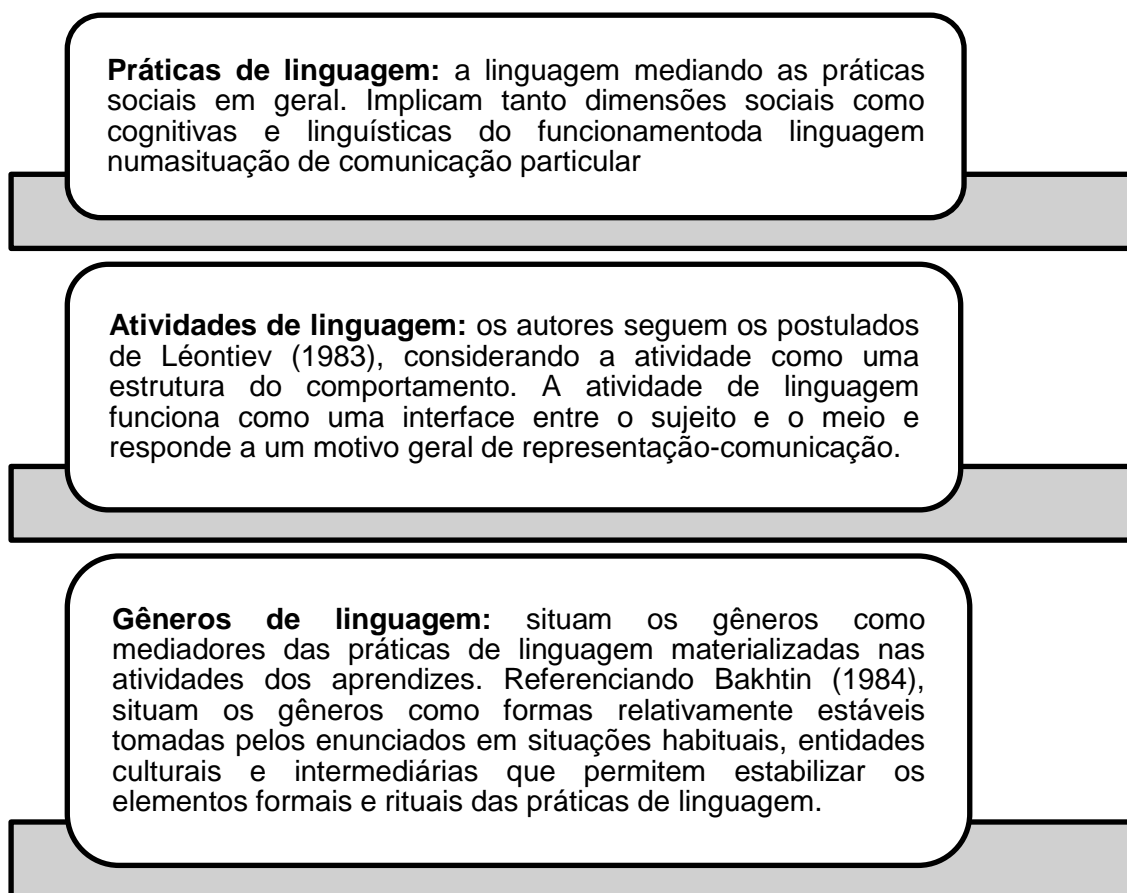 Práticas de linguagem: a linguagem mediando as práticas
sociais em geral. Implicam tanto dimensões sociais como
cognitivas e linguísticas do funcionamentoda linguagem
numasituação de comunicação particular
Atividades de linguagem: os autores seguem os postulados
de Léontiev (1983), considerando a atividade como uma
estrutura do comportamento. A atividade de linguagem
funciona como uma interface entre o sujeito e o meio e
responde a um motivo geral de representação-comunicação.
Gêneros de linguagem: situam os gêneros como
mediadores das práticas de linguagem materializadas nas
atividades dos aprendizes. Referenciando Bakhtin (1984),
situam os gêneros como formas relativamente estáveis
tomadas pelos enunciados em situações habituais, entidades
culturais e intermediárias que permitem estabilizar os
elementos formais e rituais das práticas de linguagem.